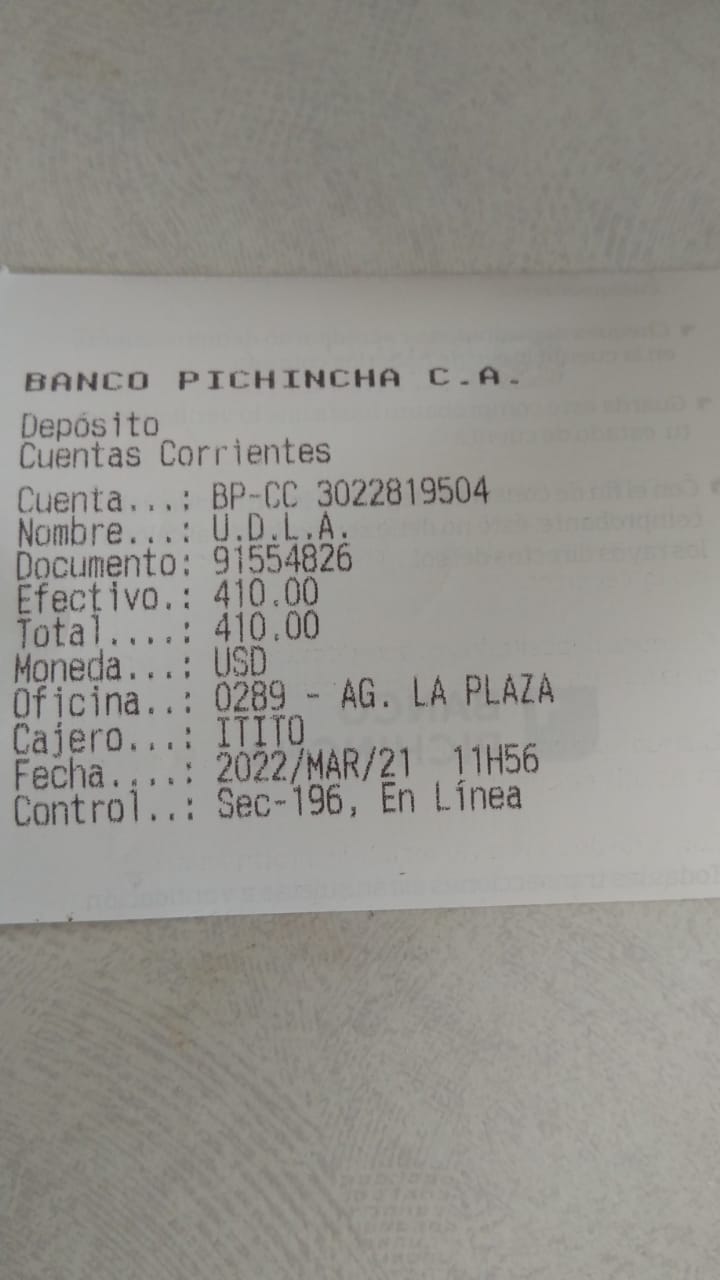 BANCO PICHINCHA C.A.
Depósito
Cuentas Corrientes
Cuenta...: BP-CC 3022819504
Nombre...: U.D.L.A.
Documento: 91554826
Efectivo.: 410.00
Total....: 410.00
Moneda...: USD
Oficina..: 0289 - AG. LA PLAZA
Cajero...: ITITO
Fecha....: 2022/MAR/21 11H56
Control..: Sec-196, En Línea